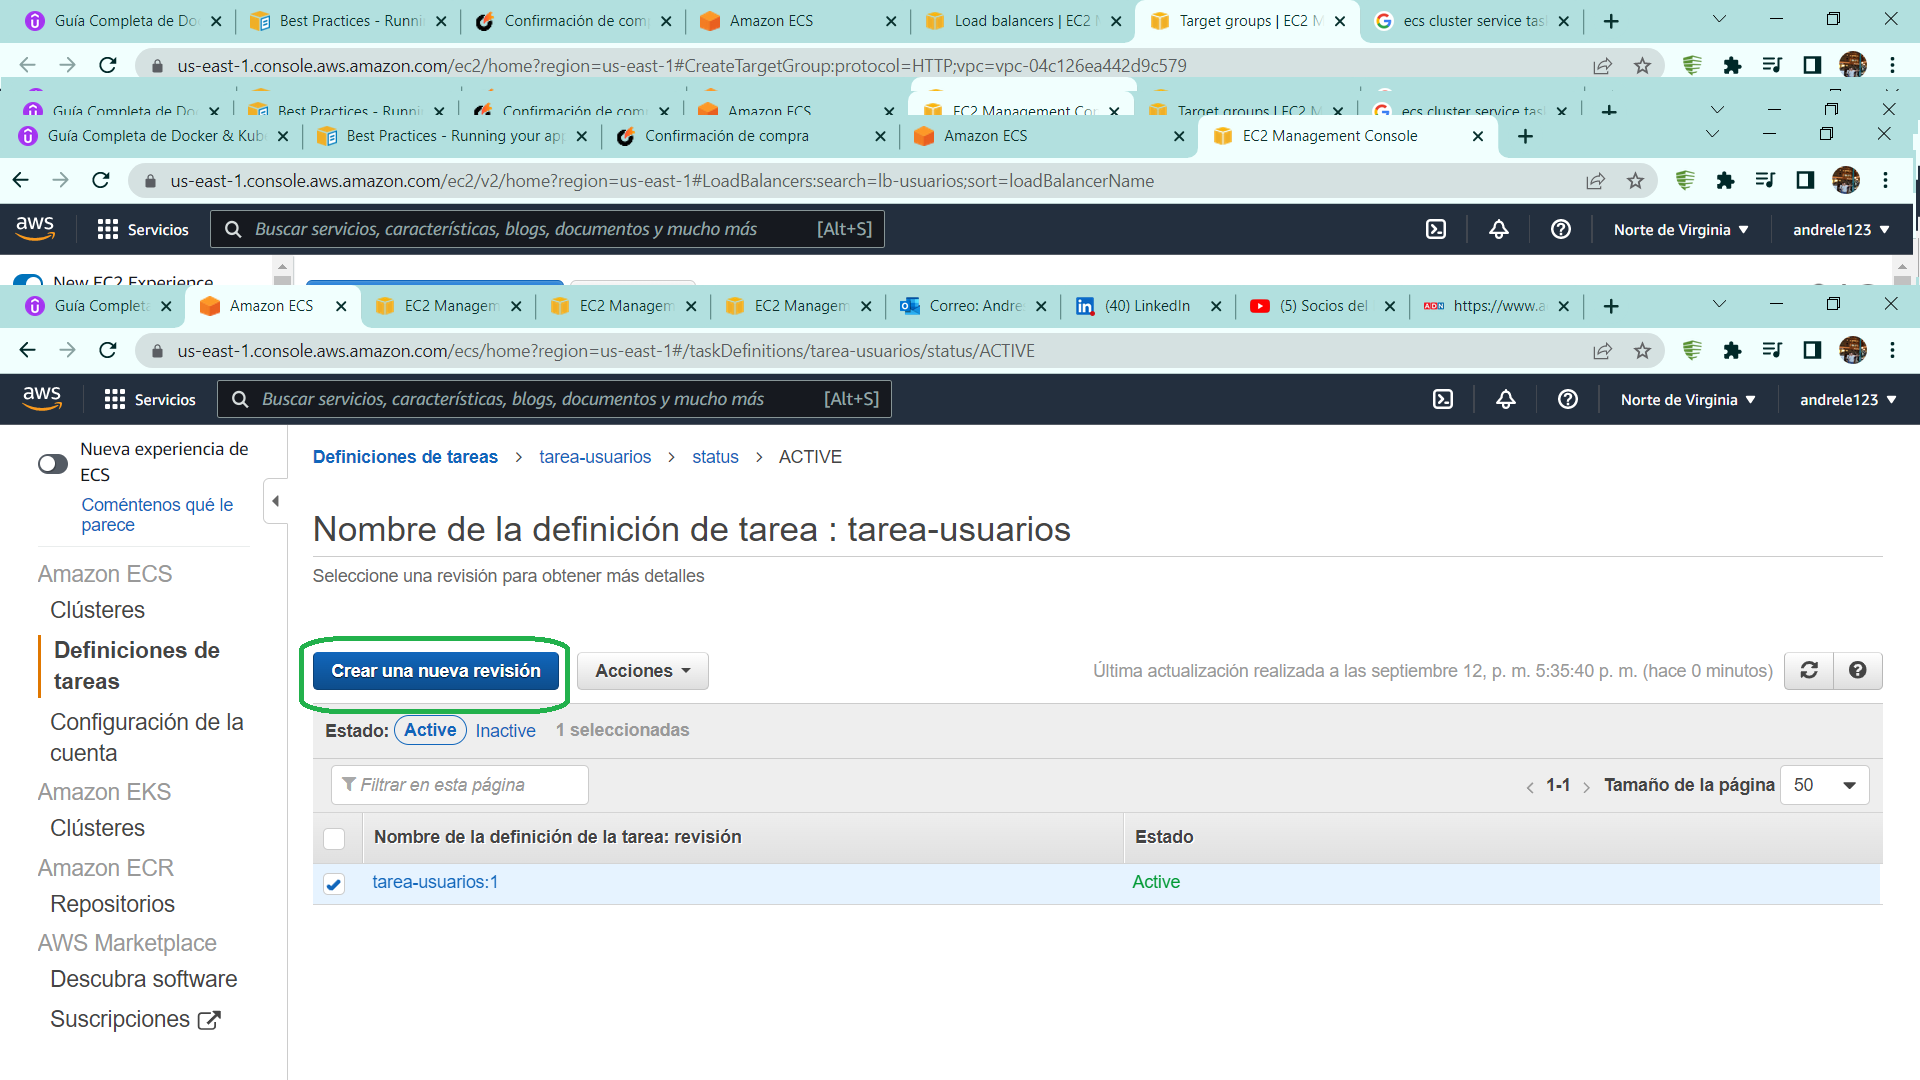 Guía Completa de Do
Best Practices - Runni
Confirmación de com
Amazon ECS
Load balancers | EC2
Target groups | EC2 M
ecs cluster service tas
us-east-1.console.aws.amazon.com/ec2/home?region=us-east-1#CreateTargetGroup:protocol=HTTP;vpc=vpc-04c126ea442d9c579
Guía Completa de Do
Best Practices - Runni
Confirmación de com
Amazon ECS
EC2 Management Co
Target groups | EC2 M
ecs cluster service tas
Guía Completa de Docker & Kub
Best Practices - Running your ap
Confirmación de compra
Amazon ECS
EC2 Management Console
us-east-1.console.aws.amazon.com/ec2/v2/home?region=us-east-1#LoadBalancers:search=lb-usuarios;sort=loadBalancerName
aws
Servicios
Buscar servicios, características, blogs, documentos y mucho más
[Alt+S]
Norte de Virginia
andrele123
New EC2 Experience
Guía Completa
Amazon ECS
EC2 Managem
EC2 Managem
EC2 Managem
Correo: Andre
(40) LinkedIn
(5) Socios del
https://www.a
us-east-1.console.aws.amazon.com/ecs/home?region=us-east-1#/taskDefinitions/tarea-usuarios/status/ACTIVE
aws
Servicios
Buscar servicios, características, blogs, documentos y mucho más
[Alt+S]
Norte de Virginia
andrele123
Nueva experiencia de
ECS
Coméntenos qué le
parece
Amazon ECS
Clústeres
Definiciones de
tareas
Configuración de la
cuenta
Amazon EKS
Clústeres
Amazon ECR
Repositorios
AWS Marketplace
Descubra software
Suscripciones
Definiciones de tareas > tarea-usuarios > status > ACTIVE
Nombre de la definición de tarea : tarea-usuarios
Seleccione una revisión para obtener más detalles
Crear una nueva revisión
Acciones
Última actualización realizada a las septiembre 12, p. m. 5:35:40 p. m. (hace 0 minutos)
Estado: Active Inactive 1 seleccionadas
Filtrar en esta página
< 1-1 > Tamaño de la página 50
Nombre de la definición de la tarea: revisión
Estado
tarea-usuarios:1
Active